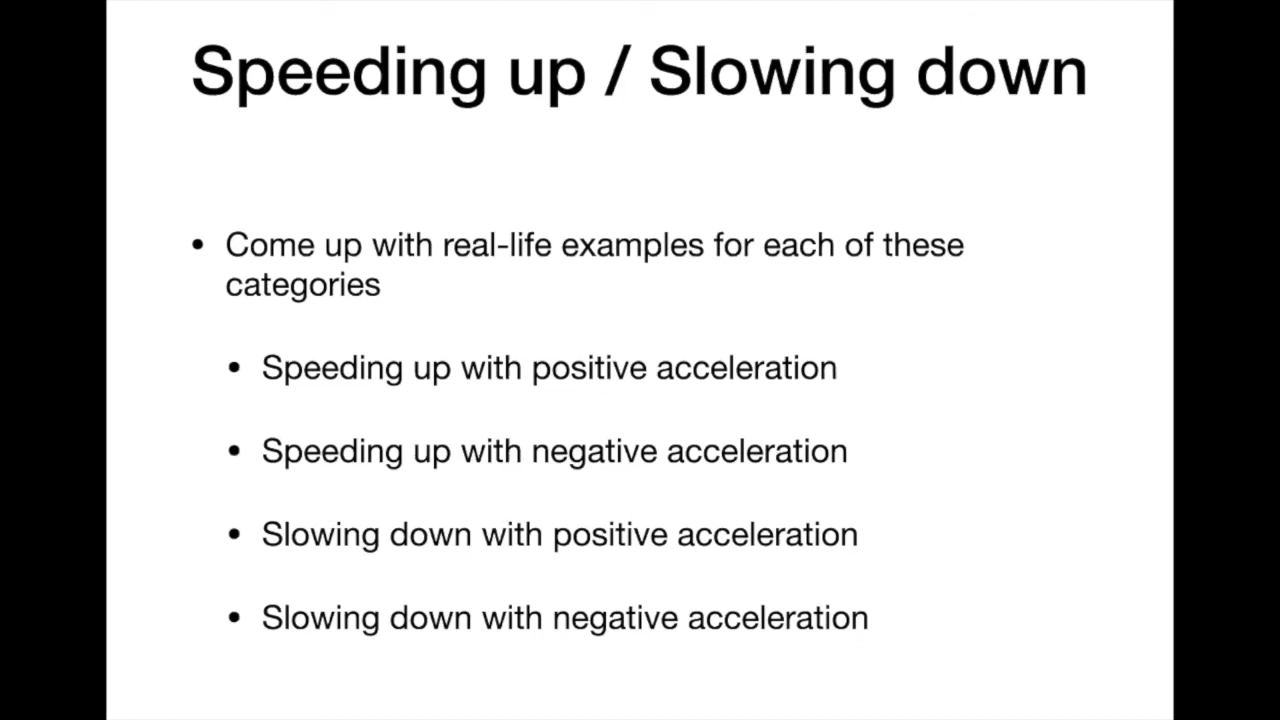 Speeding up / Slowing down
• Come up with real-life examples for each of these
categories
• Speeding up with positive acceleration
• Speeding up with negative acceleration
• Slowing down with positive acceleration
• Slowing down with negative acceleration